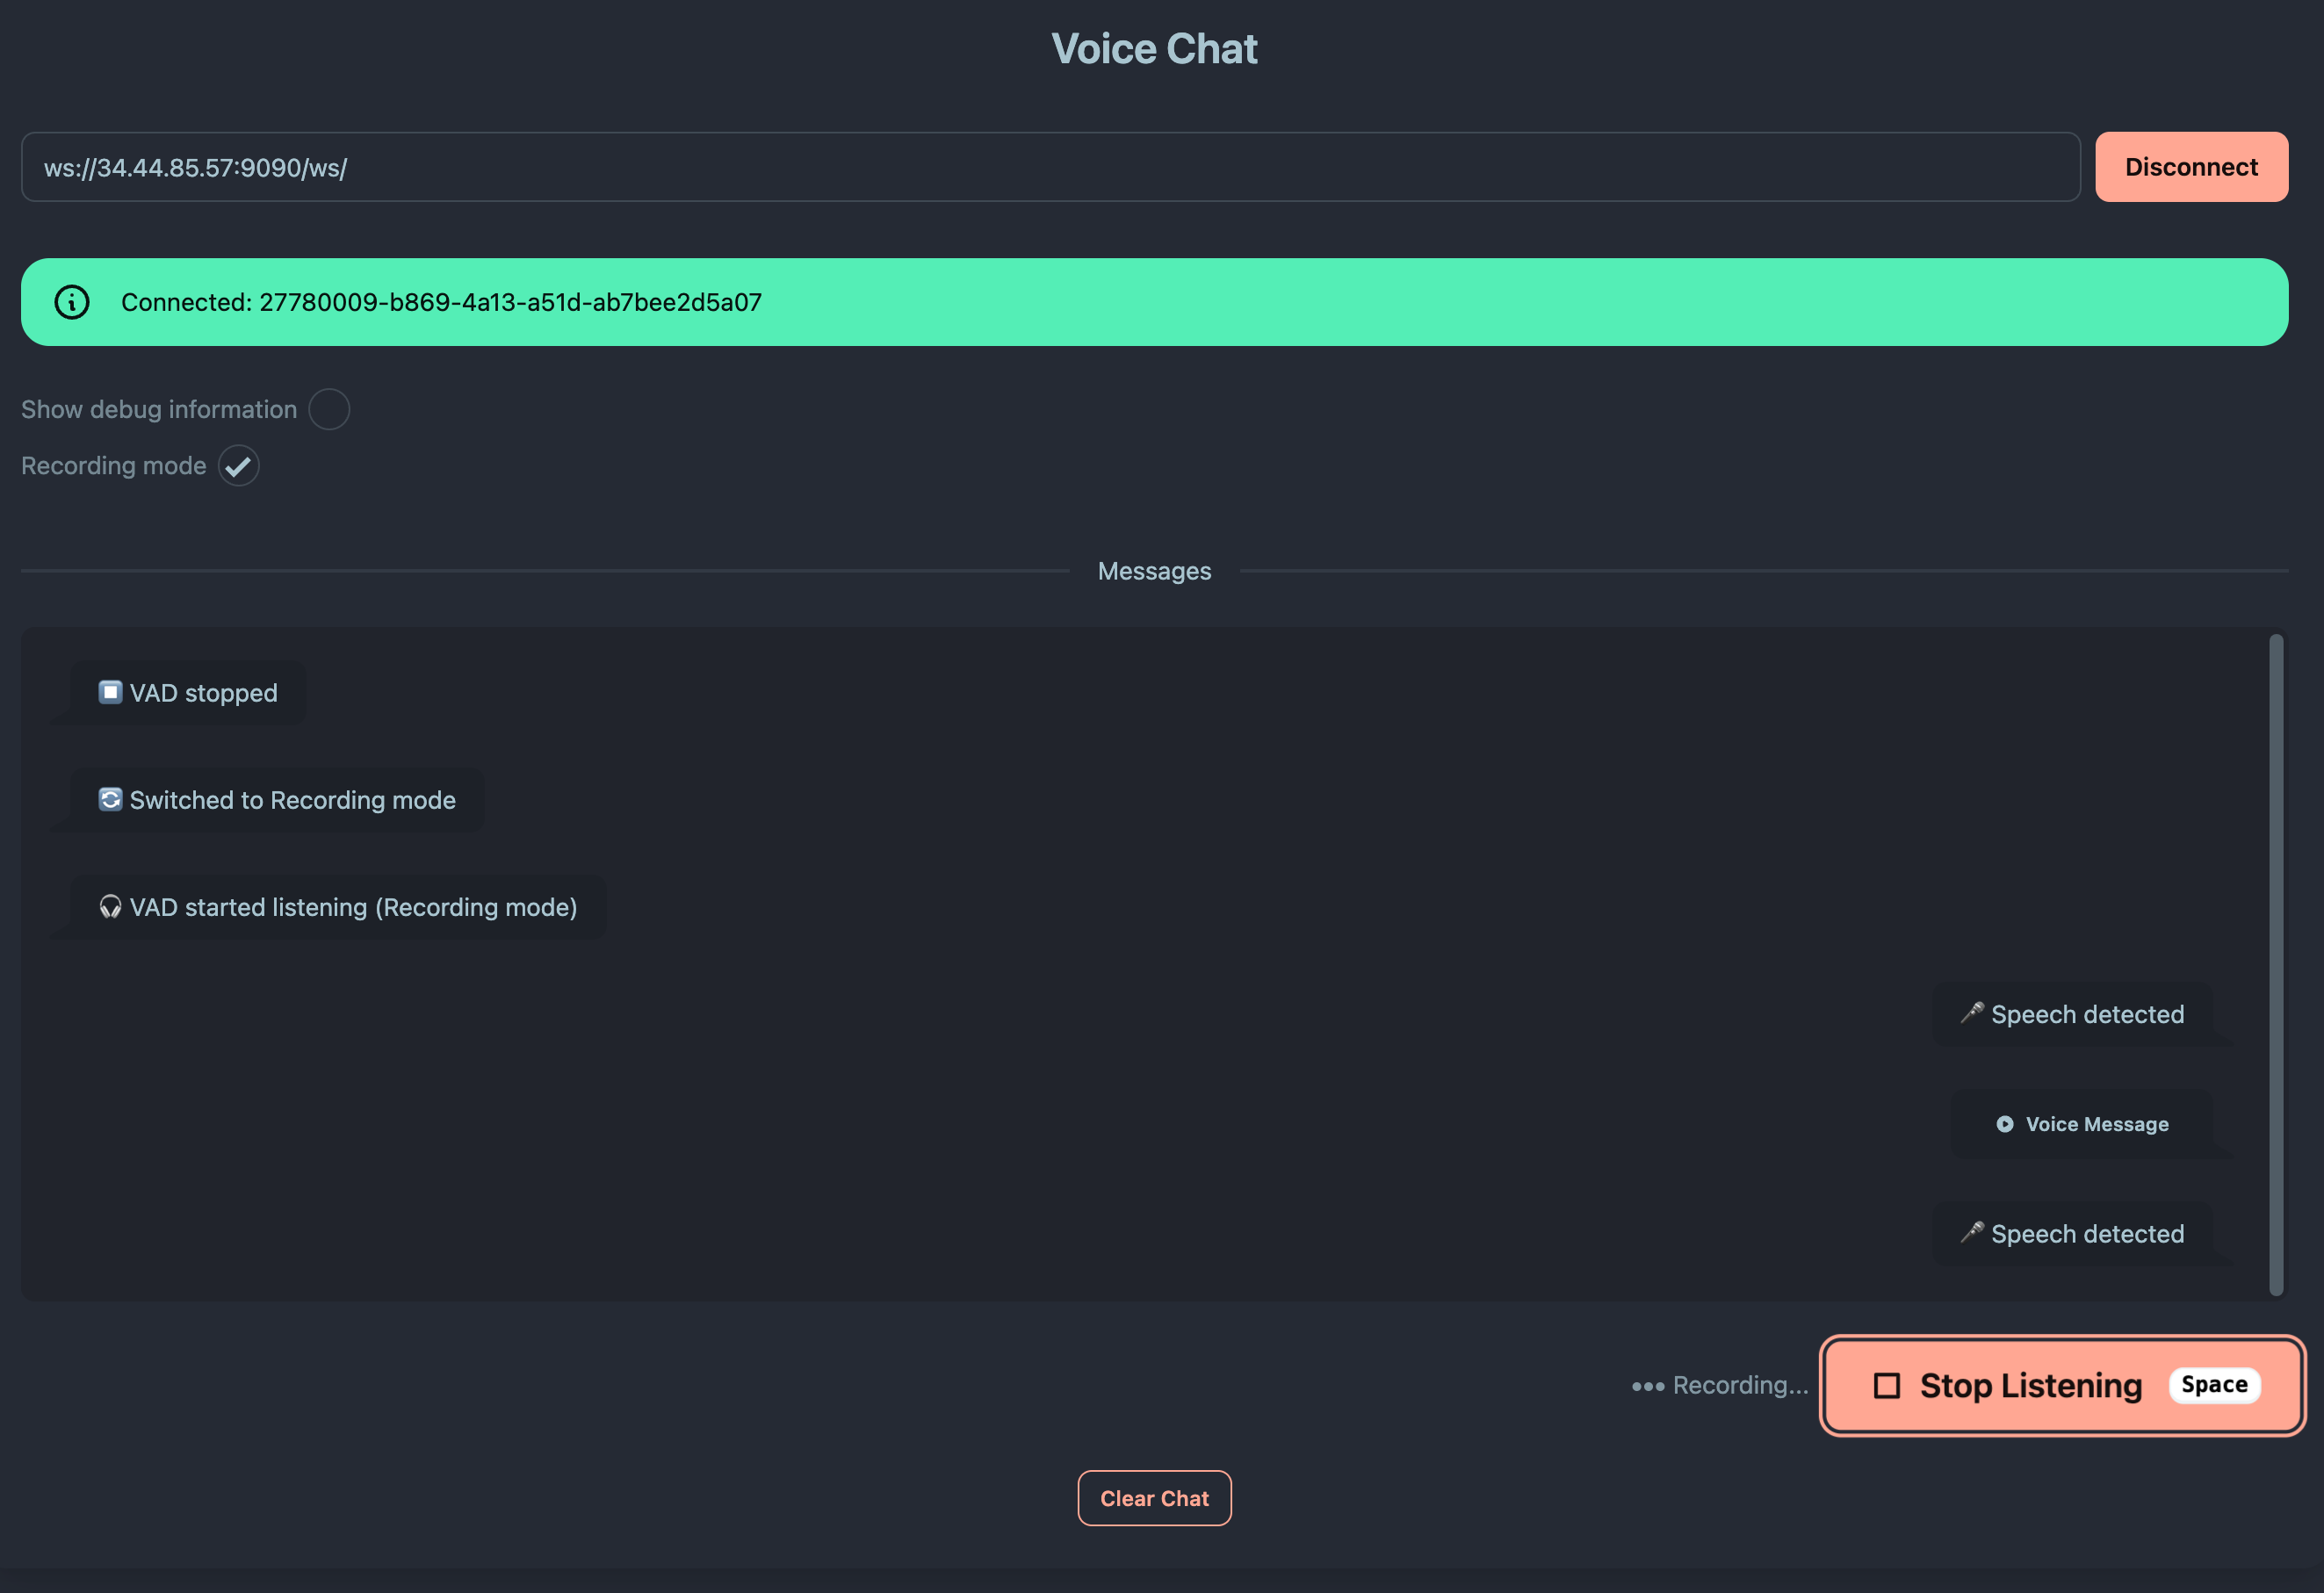 Voice Chat
ws://34.44.85.57:9090/ws/
Disconnect
Connected: 27780009-b869-4a13-a51d-ab7bee2d5a07
Show debug information
Recording mode
Messages
VAD stopped
Switched to Recording mode
VAD started listening (Recording mode)
Speech detected
Voice Message
Speech detected
Recording...
Stop Listening Space
Clear Chat